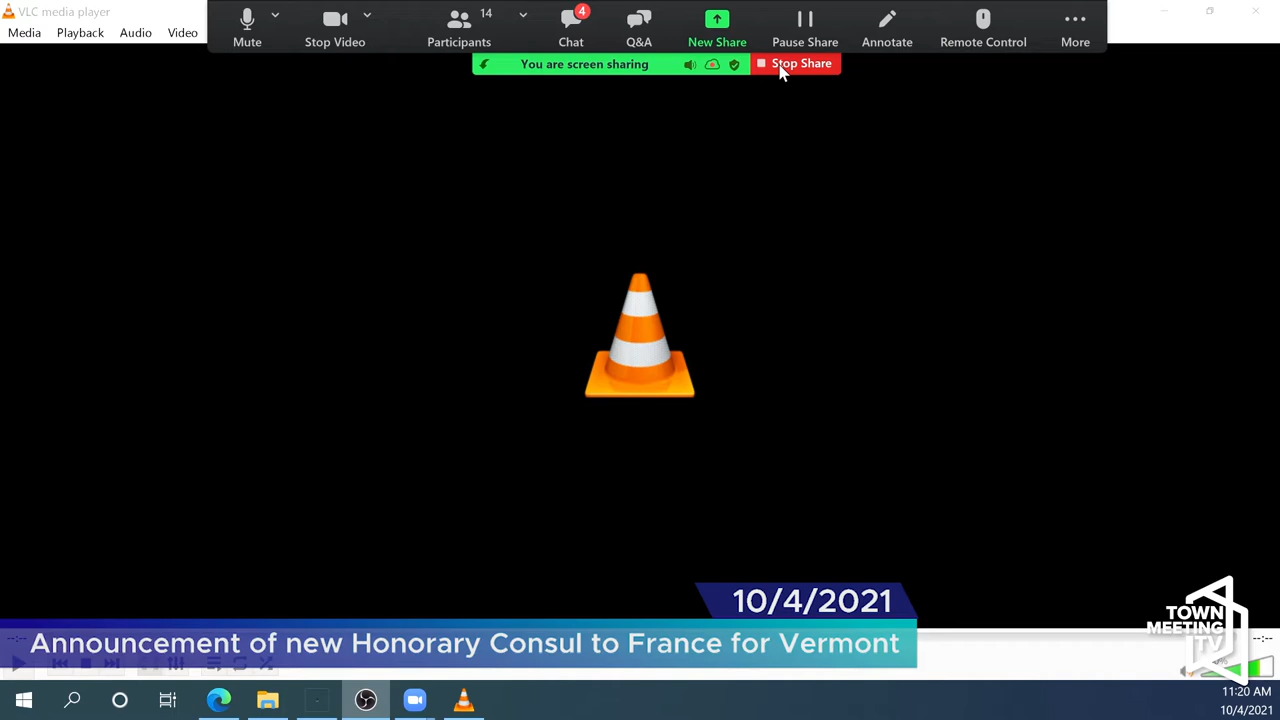 VLC media player
Media Playback Audio Video
Mute
Stop Video
14
Participants
4
Chat
Q&A
New Share
Pause Share
Annotate
Remote Control
More
You are screen sharing
Stop Share
10/4/2021
Announcement of new Honorary Consul to France for Vermont
TOWN
MEETING
TV
--:--
--:--
11:20 AM
10/4/2021